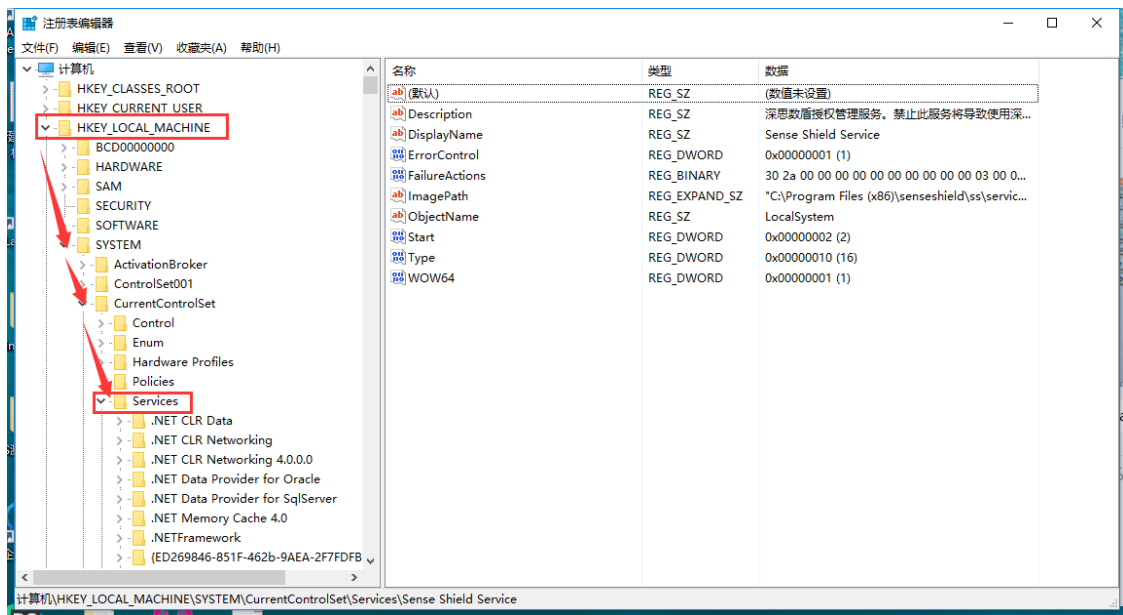 注册表编辑器
文件(F) 编辑(E) 查看(V) 收藏夹(A) 帮助(H)
计算机
HKEY_CLASSES_ROOT
HKEY_CURRENT_USER
HKEY_LOCAL_MACHINE
BCD00000000
HARDWARE
SAM
SECURITY
SOFTWARE
SYSTEM
ActivationBroker
ControlSet001
CurrentControlSet
Control
Enum
Hardware Profiles
Policies
Services
.NET CLR Data
.NET CLR Networking
.NET CLR Networking 4.0.0.0
.NET Data Provider for Oracle
.NET Data Provider for SqlServer
.NET Memory Cache 4.0
.NETFramework
{ED269846-851F-462b-9AEA-2F7FDFB
名称 类型 数据
(默认) REG_SZ (数值未设置)
Description REG_SZ 深思数盾授权管理服务。禁止此服务将导致使用深...
DisplayName REG_SZ Sense Shield Service
ErrorControl REG_DWORD 0x00000001 (1)
FailureActions REG_BINARY 30 2a 00 00 00 00 00 00 00 00 00 00 03 00 0...
ImagePath REG_EXPAND_SZ "C:\Program Files (x86)\senseshield\ss\servic...
ObjectName REG_SZ LocalSystem
Start REG_DWORD 0x00000002 (2)
Type REG_DWORD 0x00000010 (16)
WOW64 REG_DWORD 0x00000001 (1)
计算机\HKEY_LOCAL_MACHINE\SYSTEM\CurrentControlSet\Services\Sense Shield Service